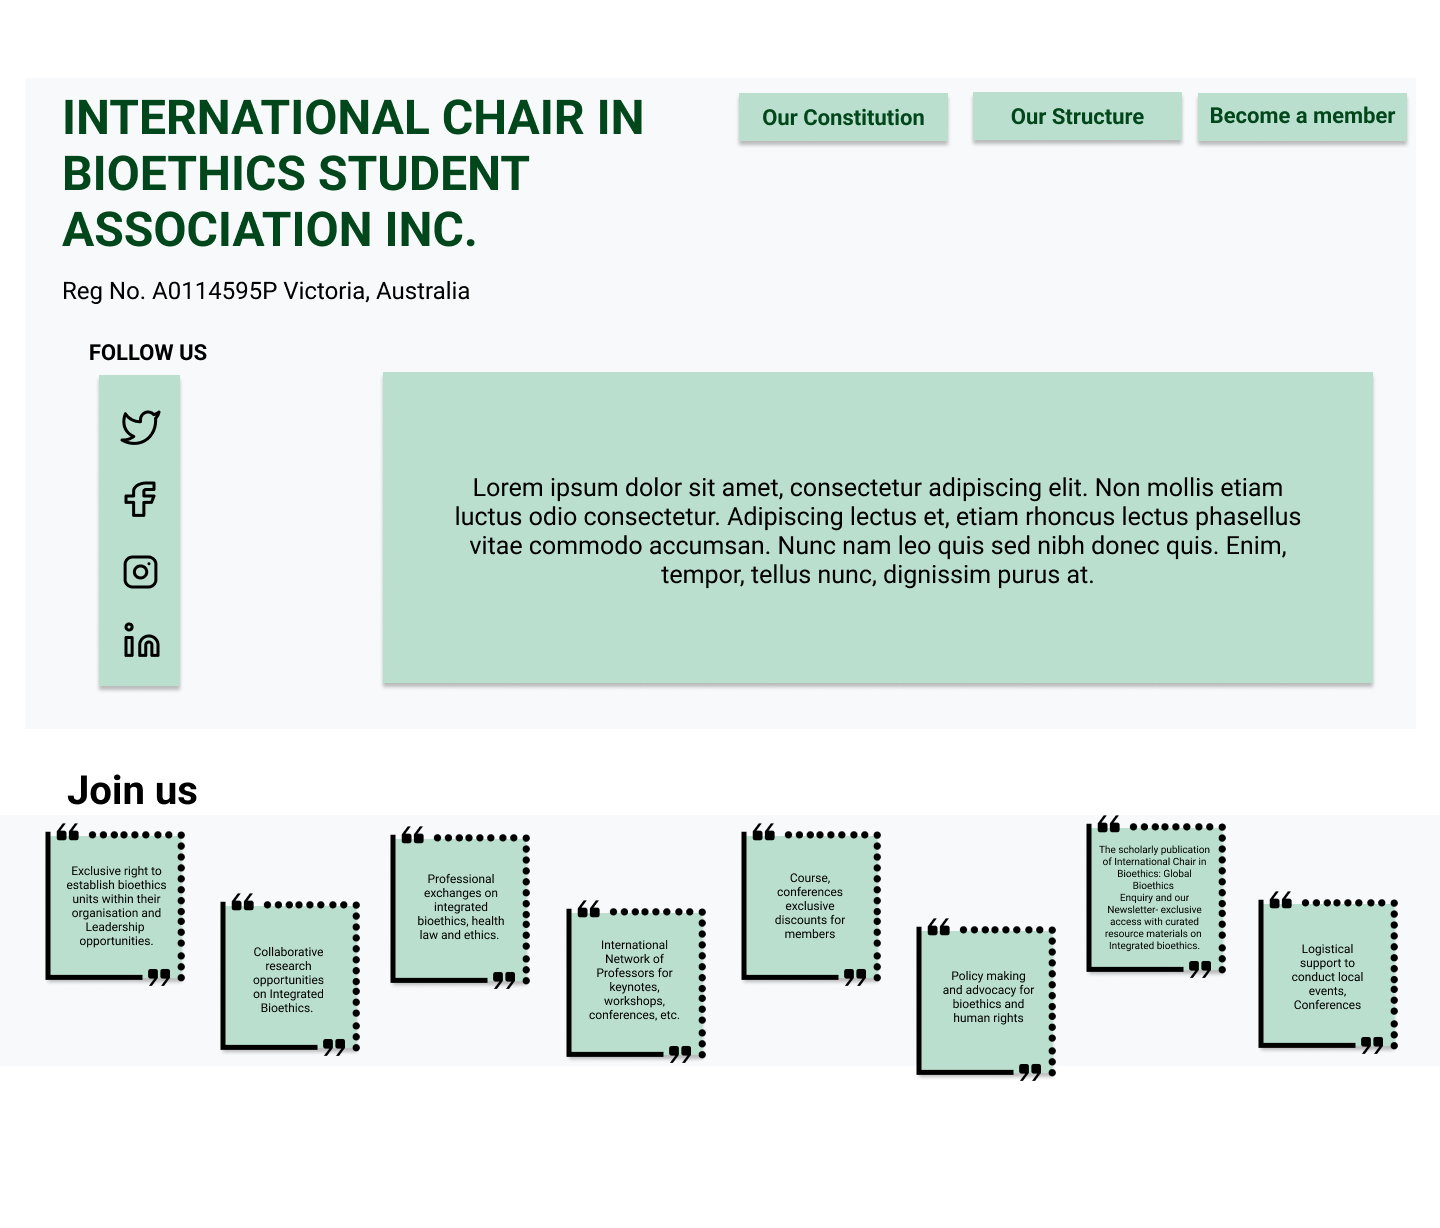 INTERNATIONAL CHAIR IN
BIOETHICS STUDENT
ASSOCIATION INC.
Our Constitution
Our Structure
Become a member
Reg No. A0114595P Victoria, Australia
FOLLOW US
Lorem ipsum dolor sit amet, consectetur adipiscing elit. Non mollis etiam
luctus odio consectetur. Adipiscing lectus et, etiam rhoncus lectus phasellus
vitae commodo accumsan. Nunc nam leo quis sed nibh donec quis. Enim,
tempor, tellus nunc, dignissim purus at.
Join us
Exclusive right to
establish bioethics
units within their
organisation and
Leadership
opportunities.
Collaborative
research
opportunities
on Integrated
Bioethics.
Professional
exchanges on
integrated
bioethics, health
law and ethics.
International
Network of
Professors for
keynotes,
workshops,
conferences, etc.
Course,
conferences
exclusive
discounts for
members
Policy making
and advocacy for
bioethics and
human rights
The scholarly publication
of International Chair in
Bioethics: Global
Bioethics
Enquiry and our
Newsletter- exclusive
access with curated
resource materials on
Integrated bioethics.
Logistical
support to
conduct local
events,
Conferences